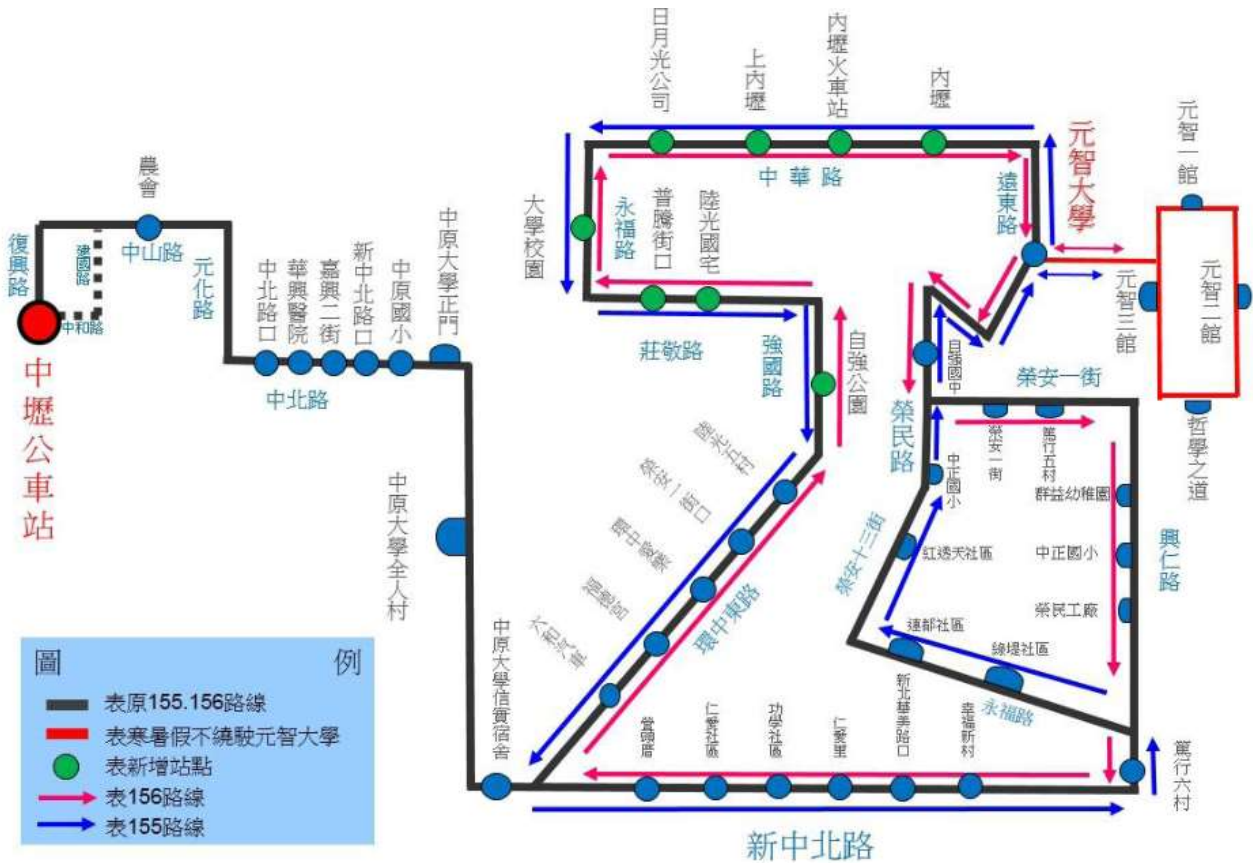 日月光公司
上內壢
內壢火車站
內壢
元智大學
元智一館
農會
中山路
復興路
建國路
中和路
元化路
中壢公車站
中北路口
華興醫院
嘉興二街
新中北路口
中原國小
中原大學正門
中北路
大學校園
永福路
普騰街口
陸光國宅
中華路
遠東路
莊敬路
強國路
自強公園
元智三館
元智二館
自強國中
榮安一街
榮民路
哲學之道
中原大學全人村
陸光五村
榮安一街口
環中愛樂
福德宮
六和汽車
環中東路
中正國小
榮安一街
篤行五村
群益幼稚園
紅透天社區
中正國小
興仁路
榮安十三街
榮民工廠
連都社區
綠堤社區
永福路
中原大學信實宿舍
營頭厝
仁愛社區
功學社區
仁愛里
新北華美路口
幸福新村
篤行六村
新中北路
圖 例
表原155.156路線
表寒暑假不繞駛元智大學
表新增站點
表156路線
表155路線